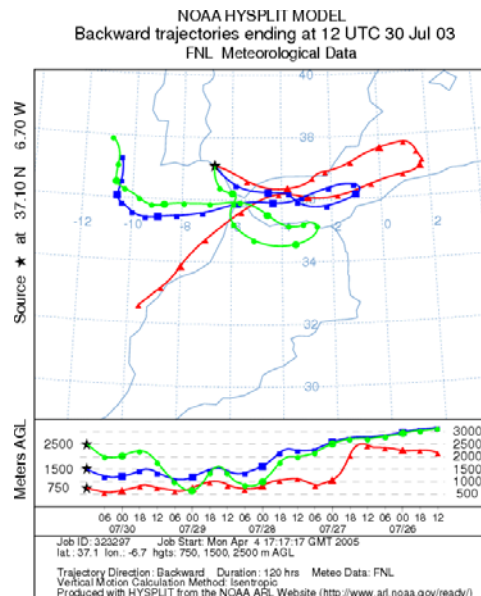 NOAA HYSPLIT MODEL
Backward trajectories ending at 12 UTC 30 Jul 03
FNL Meteorological Data
Source ★ at 37.10 N 6.70 W
40
38
36
-12 -10 -8 -6 -4 -2 0 2
34
32
30
Meters AGL
2500
1500
750
3000
2500
2000
1500
1000
500
06 00 18 12 06 00 18 12 06 00 18 12 06 00 18 12 06 00 18 12
07/30 07/29 07/28 07/27 07/26
Job ID: 323297 Job Start: Mon Apr 4 17:17:17 GMT 2005
lat.: 37.1 lon.: -6.7 hgts: 750, 1500, 2500 m AGL
Trajectory Direction: Backward Duration: 120 hrs Meteo Data: FNL
Vertical Motion Calculation Method: Isentropic
Produced with HYSPLIT from the NOAA ARL Website (http://www.arl.noaa.gov/ready/)